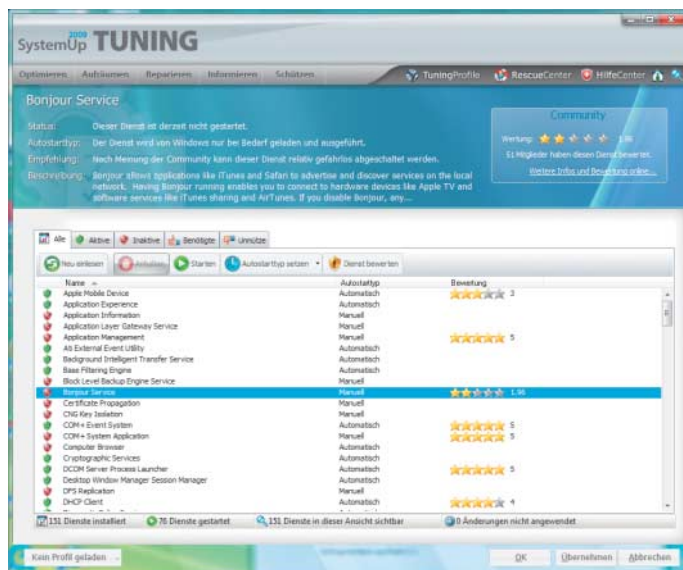 SystemUp 2009 TUNING
Optimieren Aufräumen Reparieren Informieren Schützen TuningProfile RescueCenter HilfeCenter
Bonjour Service
Status: Dieser Dienst ist derzeit nicht gestartet.
Autostarttyp: Der Dienst wird von Windows nur bei Bedarf geladen und ausgeführt.
Empfehlung: Nach Meinung der Community kann dieser Dienst relativ gefahrlos abgeschaltet werden.
Beschreibung: Bonjour allows applications like iTunes and Safari to advertise and discover services on the local
network. Having Bonjour running enables you to connect to hardware devices like Apple TV and
software services like iTunes sharing and AirTunes. If you disable Bonjour, any...
Community
Wertung: 1.96
51 Mitglieder haben diesen Dienst bewertet.
Weitere Infos und Bewertung online...
Alle Aktive Inaktive Benötigte Unnütze
Neu einlesen Anhalten Starten Autostarttyp setzen Dienst bewerten
Name Autostarttyp Bewertung
Apple Mobile Device Automatisch 3
Application Experience Automatisch
Application Information Manuell
Application Layer Gateway Service Manuell
Application Management Manuell 5
Ati External Event Utility Automatisch
Background Intelligent Transfer Service Automatisch
Base Filtering Engine Automatisch
Block Level Backup Engine Service Manuell
Bonjour Service Manuell 1.96
Certificate Propagation Manuell
CNG Key Isolation Manuell
COM+ Event System Automatisch 5
COM+ System Application Manuell 5
Computer Browser Automatisch
Cryptographic Services Automatisch
DCOM Server Process Launcher Automatisch 5
Desktop Window Manager Session Manager Automatisch
DFS Replication Manuell
DHCP Client Automatisch 4
151 Dienste installiert 76 Dienste gestartet 151 Dienste in dieser Ansicht sichtbar 0 Änderungen nicht angewendet
Kein Profil geladen OK Übernehmen Abbrechen